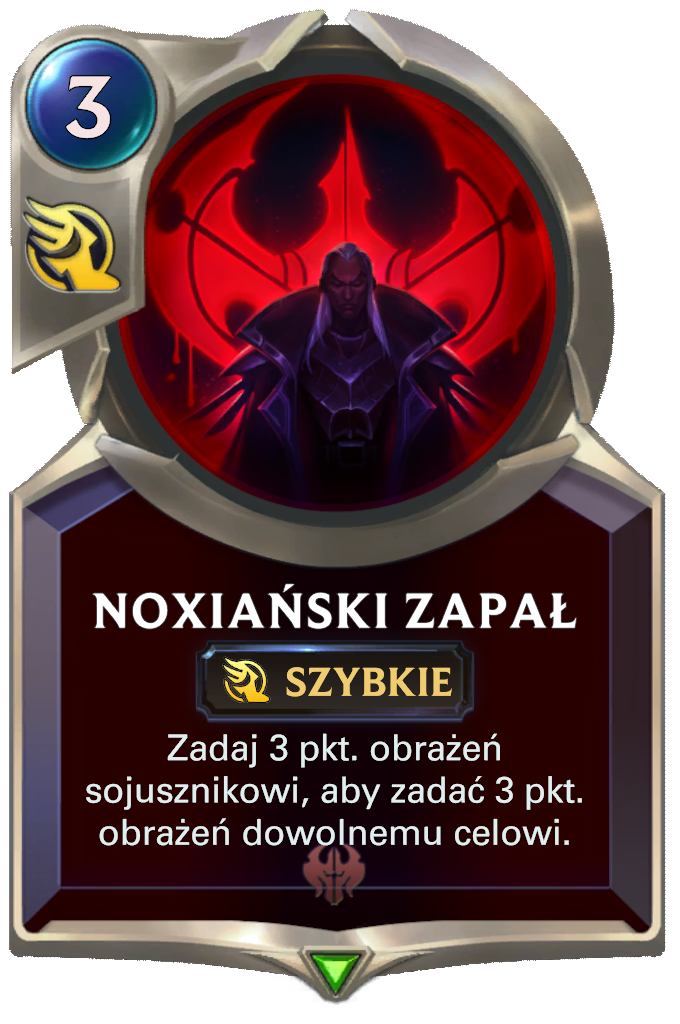 3
NOXIAŃSKI ZAPAŁ
SZYBKIE
Zadaj 3 pkt. obrażeń
sojusznikowi, aby zadać 3 pkt.
obrażeń dowolnemu celowi.